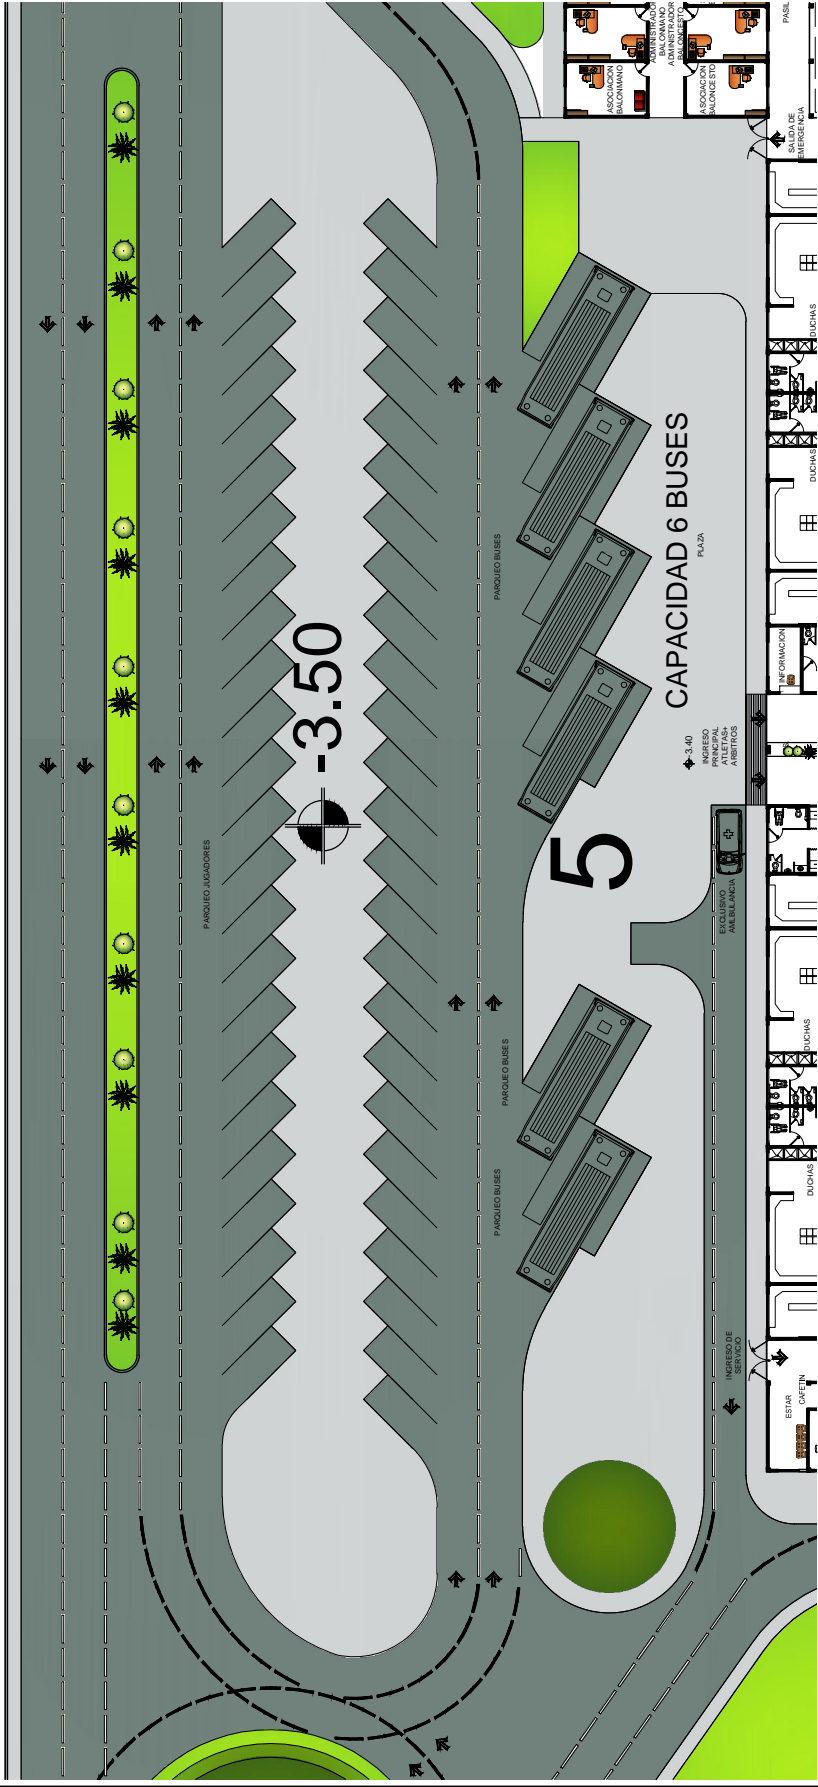 ADMINISTRADOR
BALONMANO
ADMINISTRADOR
BALONCESTO
PASIL
ASOCIACION
BALONMANO
ASOCIACION
BALONCESTO
SALIDA DE
EMERGENCIA
DUCHAS
CAPACIDAD 6 BUSES
PLAZA
DUCHAS
PARQUEO BUSES
INFORMACION
-3.50
-3.40
INGRESO
PRINCIPAL
ATLETAS+
ARBITROS
PARQUEO JUGADORES
5
EXCLUSIVO
AMLBULANCIA
DUCHAS
PARQUEO BUSES
PARQUEO BUSES
DUCHAS
INGRESO DE
SERVICIO
ESTAR
CAFETIN